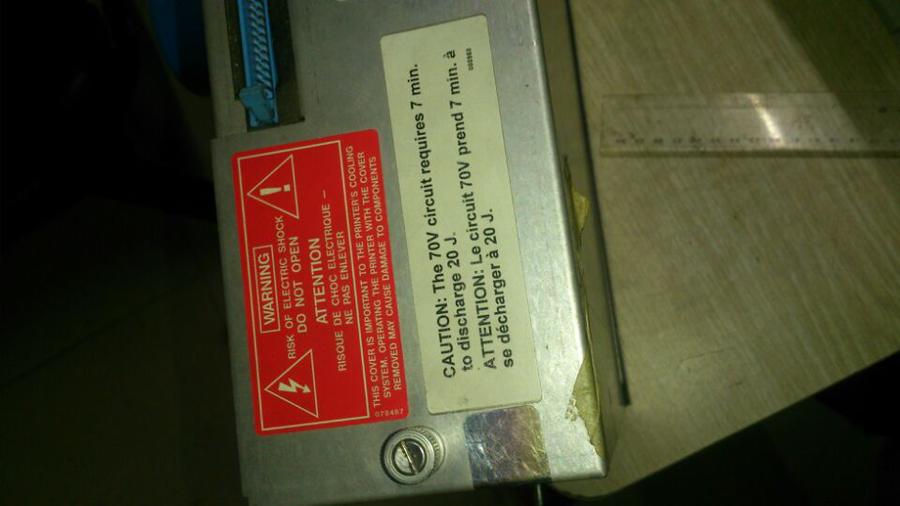 WARNING
RISK OF ELECTRIC SHOCK
DO NOT OPEN
ATTENTION
RISQUE DE CHOC ELECTRIQUE –
NE PAS ENLEVER
THIS COVER IS IMPORTANT TO THE PRINTER'S COOLING
SYSTEM. OPERATING THE PRINTER WITH THE COVER
REMOVED MAY CAUSE DAMAGE TO COMPONENTS
078487
CAUTION: The 70V circuit requires 7 min.
to discharge 20 J.
ATTENTION: Le circuit 70V prend 7 min. à
se décharger à 20 J.